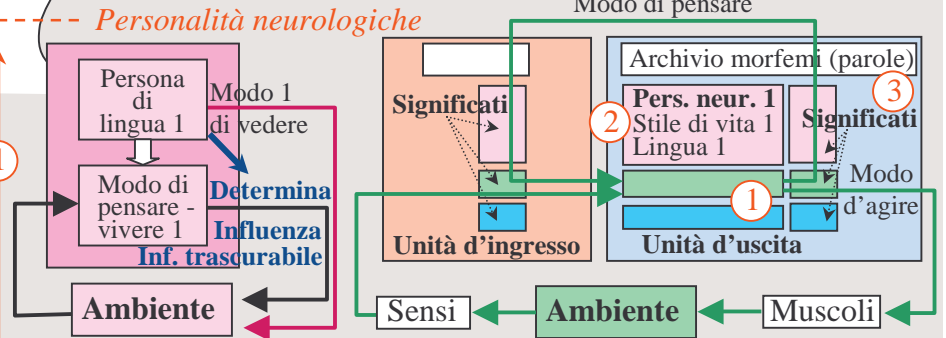 Modo di pensare
Personalità neurologiche
Persona
di
lingua 1
Modo 1
di vedere
Modo di
pensare -
vivere 1
Determina
Influenza
Inf. trascurabile
Ambiente
1
Significati
Unità d'ingresso
Archivio morfemi (parole)
3
2
Pers. neur. 1
Stile di vita 1
Lingua 1
Significati
1
Modo
d'agire
Unità d'uscita
Sensi
Ambiente
Muscoli